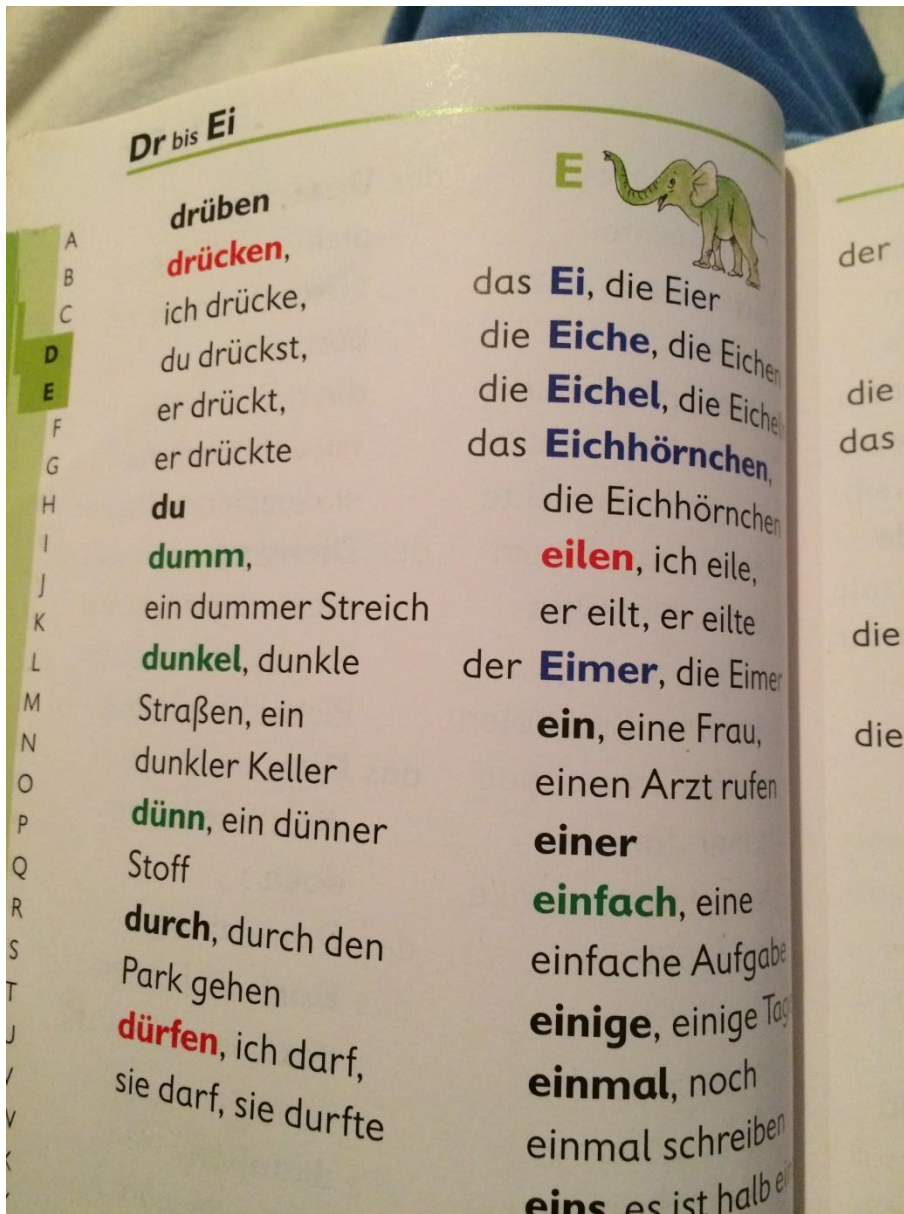 Dr bis Ei
A
B
C
D
E
F
G
H
I
J
K
L
M
N
O
P
Q
R
S
T
U
V
drüben
drücken,
ich drücke,
du drückst,
er drückt,
er drückte
du
dumm,
ein dummer Streich
dunkel, dunkle
Straßen, ein
dunkler Keller
dünn, ein dünner
Stoff
durch, durch den
Park gehen
dürfen, ich darf,
sie darf, sie durfte
E
das Ei, die Eier
die Eiche, die Eichen
die Eichel, die Eicheln
das Eichhörnchen,
die Eichhörnchen
eilen, ich eile,
er eilt, er eilte
der Eimer, die Eimer
ein, eine Frau,
einen Arzt rufen
einer
einfach, eine
einfache Aufgabe
einige, einige
einmal, noch
einmal schreiben
eins, es ist halb
der
die
das
die
die